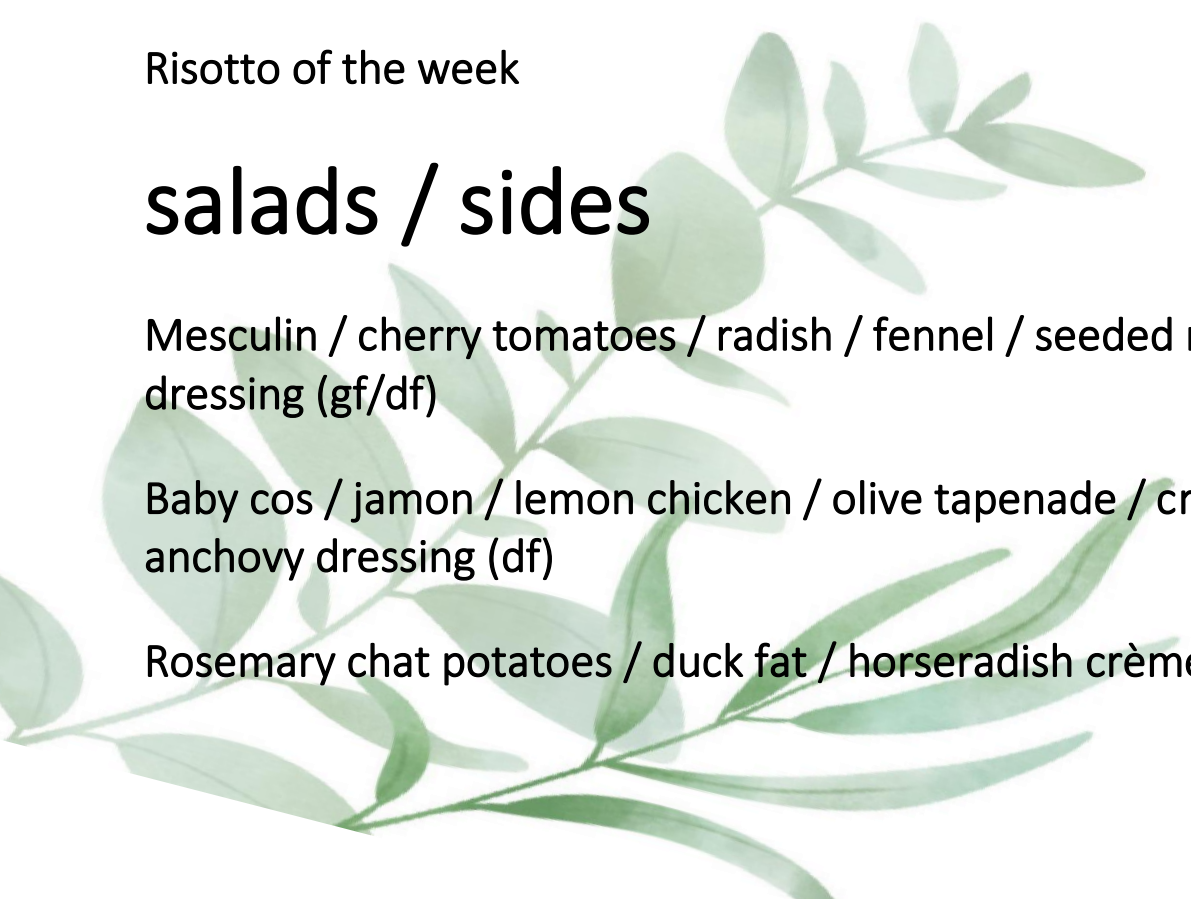 Risotto of the week
salads / sides
Mesculin / cherry tomatoes / radish / fennel / seeded
dressing (gf/df)
Baby cos / jamon / lemon chicken / olive tapenade /
anchovy dressing (df)
Rosemary chat potatoes / duck fat / horseradish crème